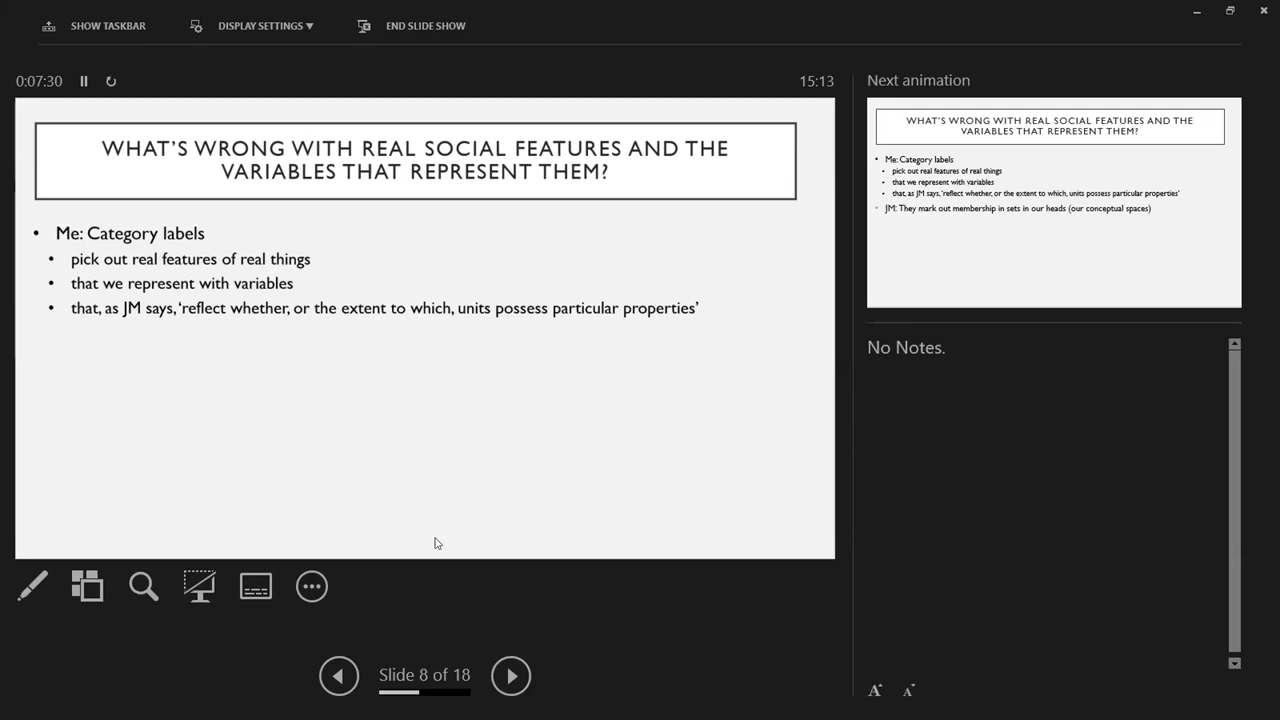 SHOW TASKBAR
DISPLAY SETTINGS ▼
END SLIDE SHOW
0:07:30
15:13
WHAT'S WRONG WITH REAL SOCIAL FEATURES AND THE
VARIABLES THAT REPRESENT THEM?
• Me: Category labels
• pick out real features of real things
• that we represent with variables
• that, as JM says, 'reflect whether, or the extent to which, units possess particular properties'
Next animation
WHAT'S WRONG WITH REAL SOCIAL FEATURES AND THE
VARIABLES THAT REPRESENT THEM?
• Me: Category labels
• pick out real features of real things
• that we represent with variables
• that, as JM says, 'reflect whether, or the extent to which, units possess particular properties'
• JM: They mark out membership in sets in our heads (our conceptual spaces)
No Notes.
Slide 8 of 18
A A